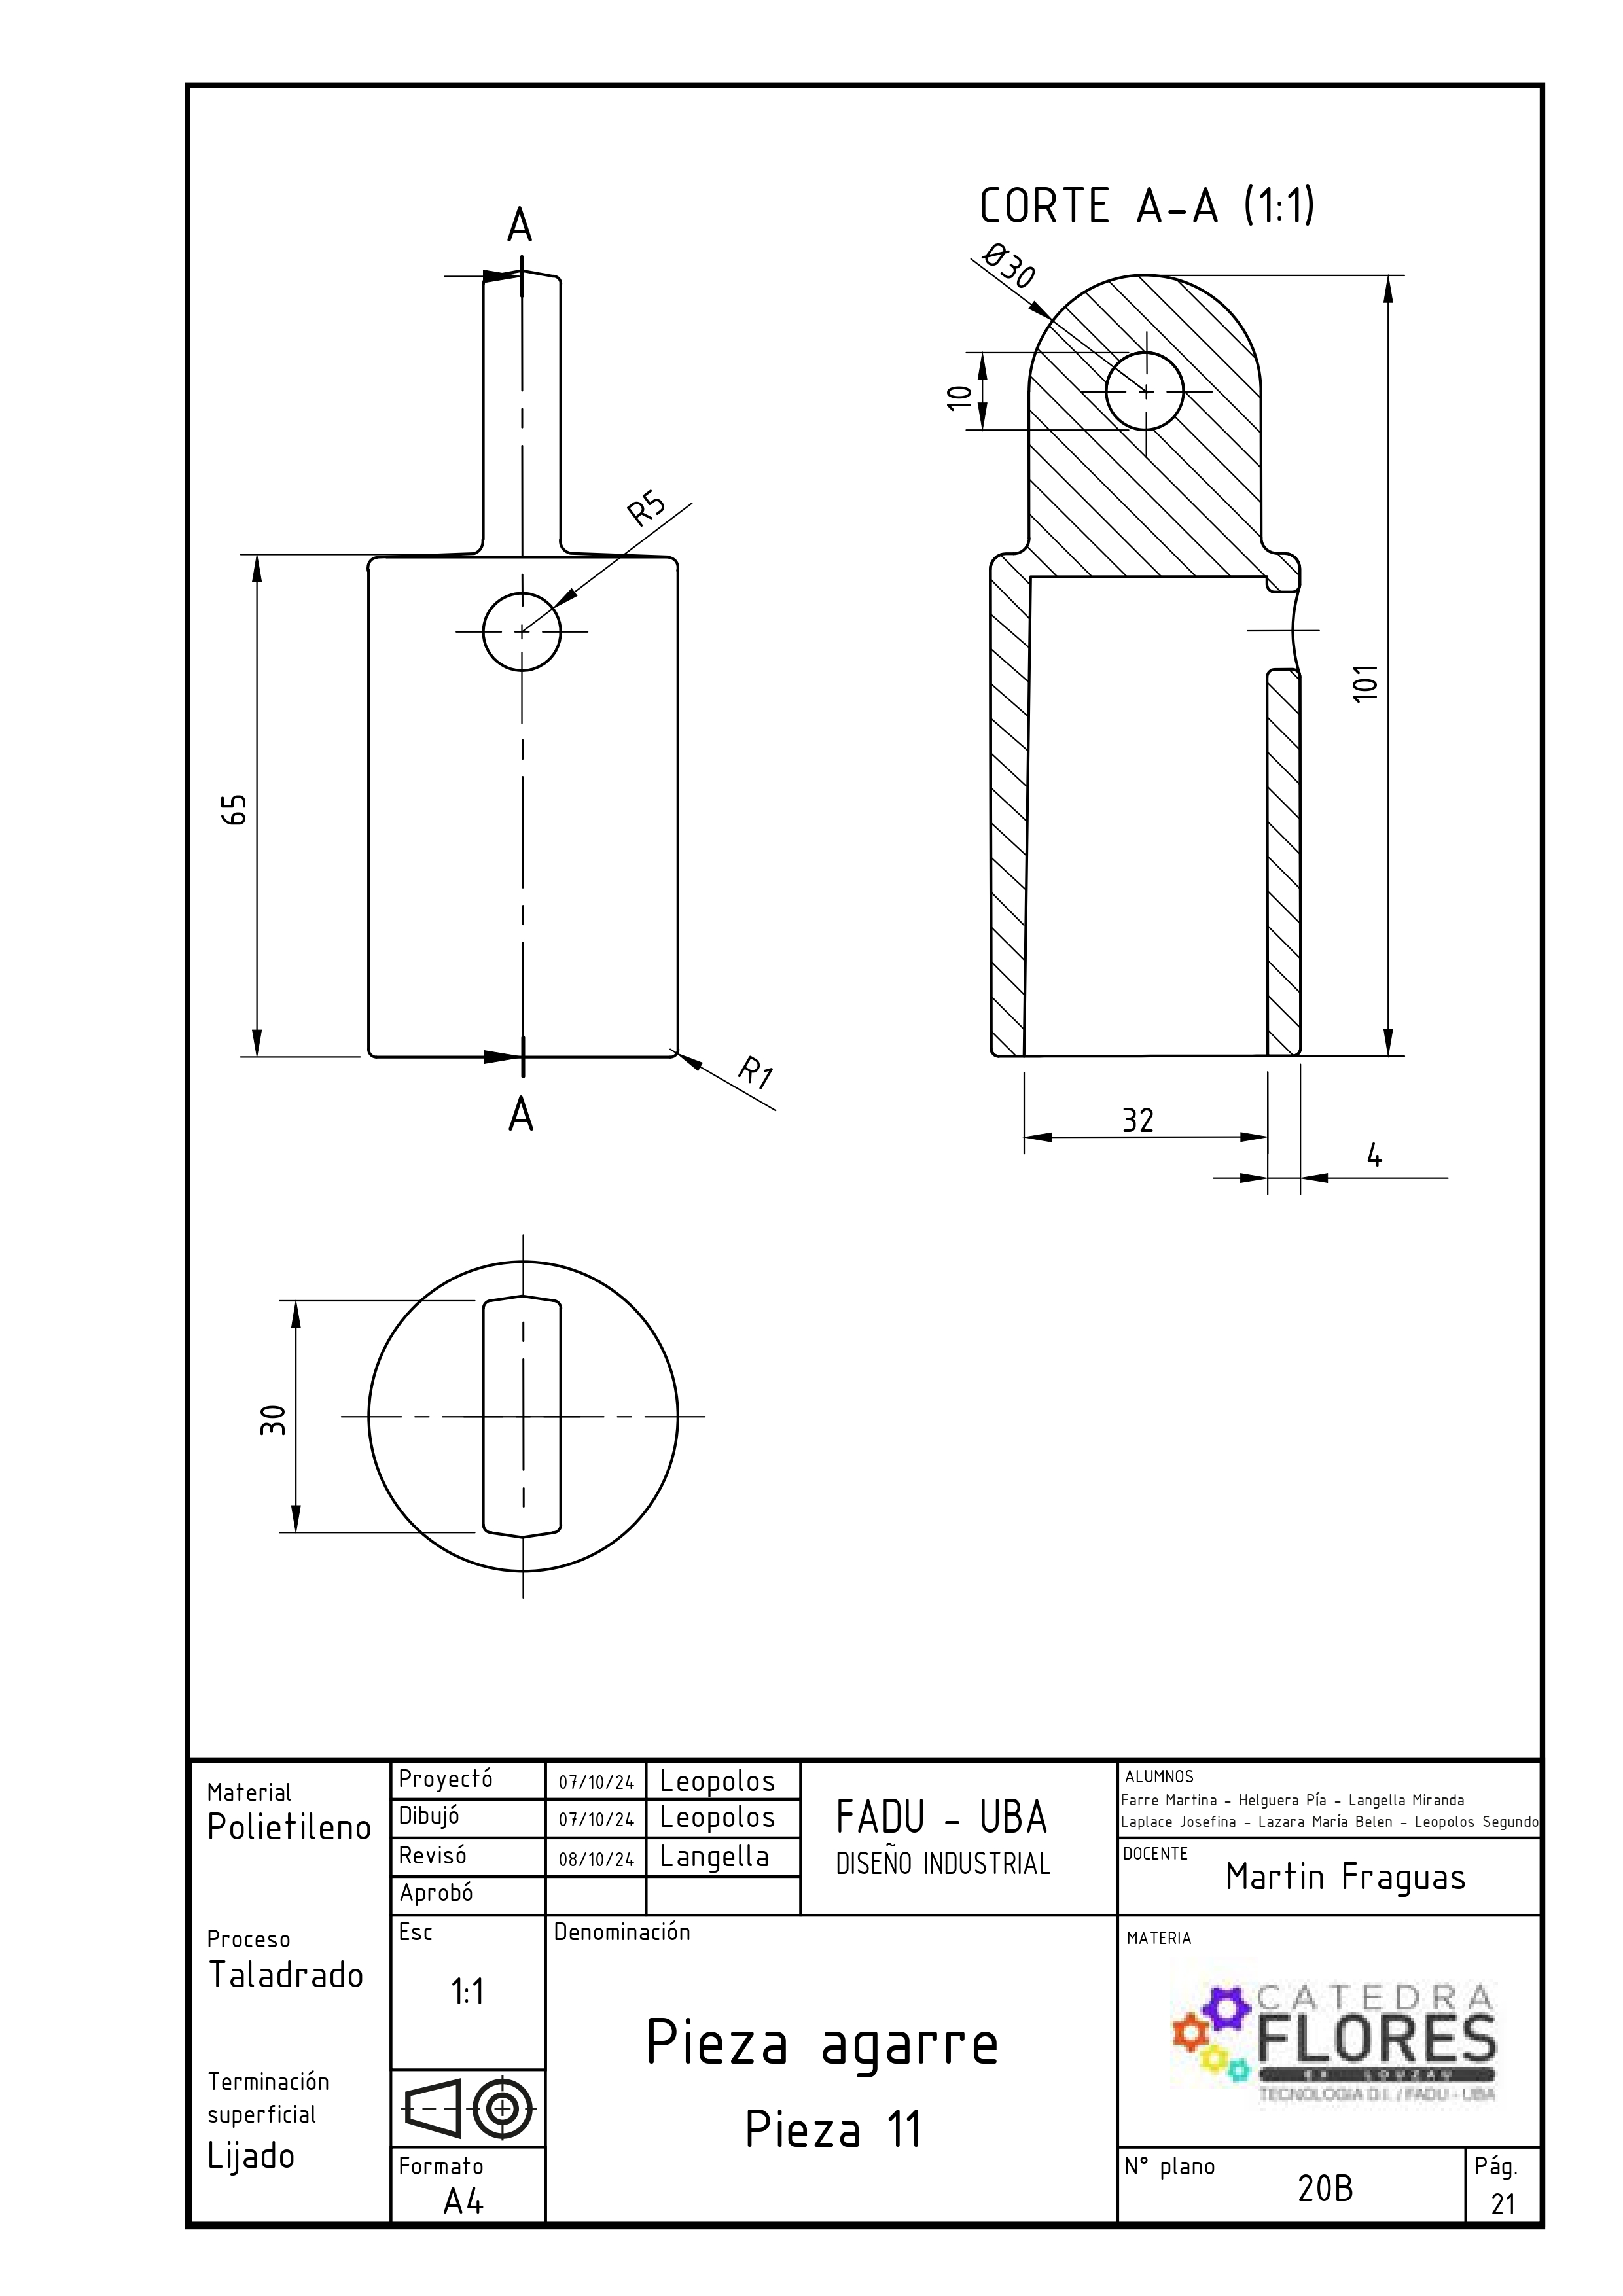 CORTE A-A (1:1)
A
Ø30
10
R5
65
101
R1
A
32
4
30
Material
Polietileno
Proceso
Taladrado
Terminación
superficial
Lijado
Proyectó 07/10/24 Leopolos
Dibujó 07/10/24 Leopolos
Revisó 08/10/24 Langella
Aprobó
Esc
1:1
Formato
A4
FADU - UBA
DISEÑO INDUSTRIAL
Denominación
Pieza agarre
Pieza 11
ALUMNOS
Farre Martina - Helguera Pía - Langella Miranda
Laplace Josefina - Lazara María Belen - Leopolos Segundo
DOCENTE
Martin Fraguas
MATERIA
CATEDRA
FLORES
EX LOUZAU
TECNOLOGIA D.I. / FADU - UBA
N° plano
20B
Pág.
21